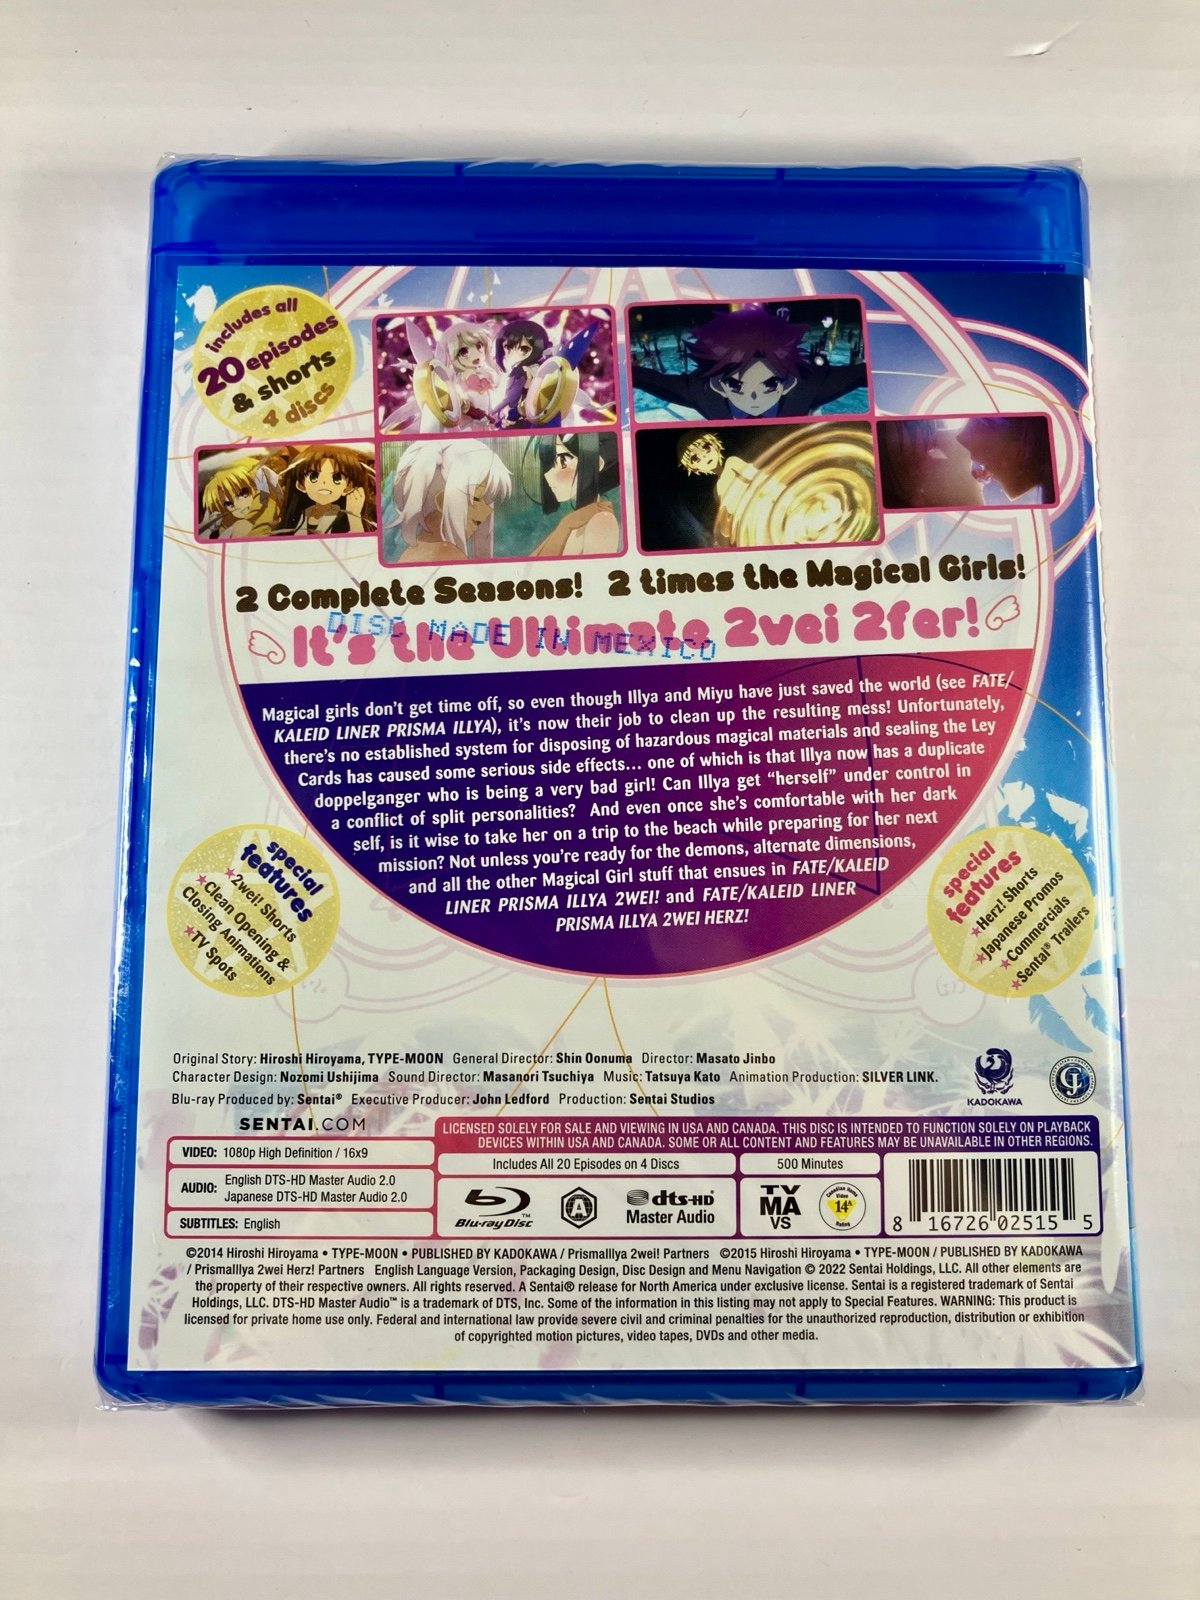 includes all
20 episodes
& shorts
4 discs
2 Complete Seasons! 2 times the Magical Girls!
DISC MADE IN MEXICO
It's the Ultimate 2vei 2fer!
Magical girls don't get time off, so even though Illya and Miyu have just saved the world (see FATE/
KALEID LINER PRISMA ILLYA), it's now their job to clean up the resulting mess! Unfortunately,
there's no established system for disposing of hazardous magical materials and sealing the Ley
Cards has caused some serious side effects... one of which is that Illya now has a duplicate
doppelganger who is being a very bad girl! Can Illya get "herself" under control in
a conflict of split personalities? And even once she's comfortable with her dark
self, is it wise to take her on a trip to the beach while preparing for her next
mission? Not unless you're ready for the demons, alternate dimensions,
and all the other Magical Girl stuff that ensues in FATE/KALEID
LINER PRISMA ILLYA 2WEI! and FATE/KALEID LINER
PRISMA ILLYA 2WEI HERZ!
special
features
★2wei! Shorts
★Clean Opening &
Closing Animations
★TV Spots
special
features
★Herz! Shorts
★Japanese Promos
★Commercials
★Sentai® Trailers
Original Story: Hiroshi Hiroyama, TYPE-MOON General Director: Shin Oonuma Director: Masato Jinbo
Character Design: Nozomi Ushijima Sound Director: Masanori Tsuchiya Music: Tatsuya Kato Animation Production: SILVER LINK.
Blu-ray Produced by: Sentai® Executive Producer: John Ledford Production: Sentai Studios
KADOKAWA
SENTAI.COM
LICENSED SOLELY FOR SALE AND VIEWING IN USA AND CANADA. THIS DISC IS INTENDED TO FUNCTION SOLELY ON PLAYBACK
DEVICES WITHIN USA AND CANADA. SOME OR ALL CONTENT AND FEATURES MAY BE UNAVAILABLE IN OTHER REGIONS.
VIDEO: 1080p High Definition / 16x9
AUDIO: English DTS-HD Master Audio 2.0
Japanese DTS-HD Master Audio 2.0
SUBTITLES: English
Includes All 20 Episodes on 4 Discs
500 Minutes
Blu-ray Disc™
A
dts-HD
Master Audio
TV
MA
VS
Canadian Home
Video
14A
Rating
8 16726 02515 5
©2014 Hiroshi Hiroyama • TYPE-MOON • PUBLISHED BY KADOKAWA / PrismaIllya 2wei! Partners ©2015 Hiroshi Hiroyama • TYPE-MOON / PUBLISHED BY KADOKAWA
/ PrismaIllya 2wei Herz! Partners English Language Version, Packaging Design, Disc Design and Menu Navigation © 2022 Sentai Holdings, LLC. All other elements are
the property of their respective owners. All rights reserved. A Sentai® release for North America under exclusive license. Sentai is a registered trademark of Sentai
Holdings, LLC. DTS-HD Master Audio™ is a trademark of DTS, Inc. Some of the information in this listing may not apply to Special Features. WARNING: This product is
licensed for private home use only. Federal and international law provide severe civil and criminal penalties for the unauthorized reproduction, distribution or exhibition
of copyrighted motion pictures, video tapes, DVDs and other media.